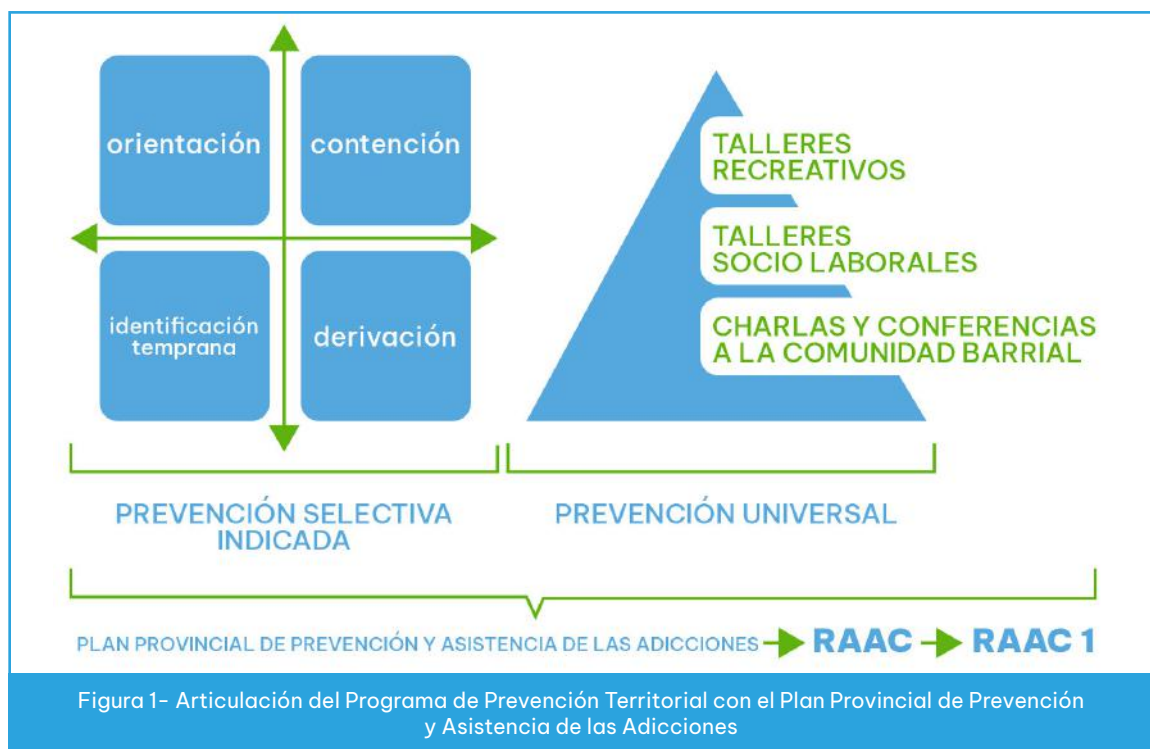 orientación
contención
identificación
temprana
derivación
TALLERES
RECREATIVOS
TALLERES
SOCIO LABORALES
CHARLAS Y CONFERENCIAS
A LA COMUNIDAD BARRIAL
PREVENCIÓN SELECTIVA
INDICADA
PREVENCIÓN UNIVERSAL
PLAN PROVINCIAL DE PREVENCIÓN Y ASISTENCIA DE LAS ADICCIONES RAAC RAAC 1
Figura 1- Articulación del Programa de Prevención Territorial con el Plan Provincial de Prevención
y Asistencia de las Adicciones